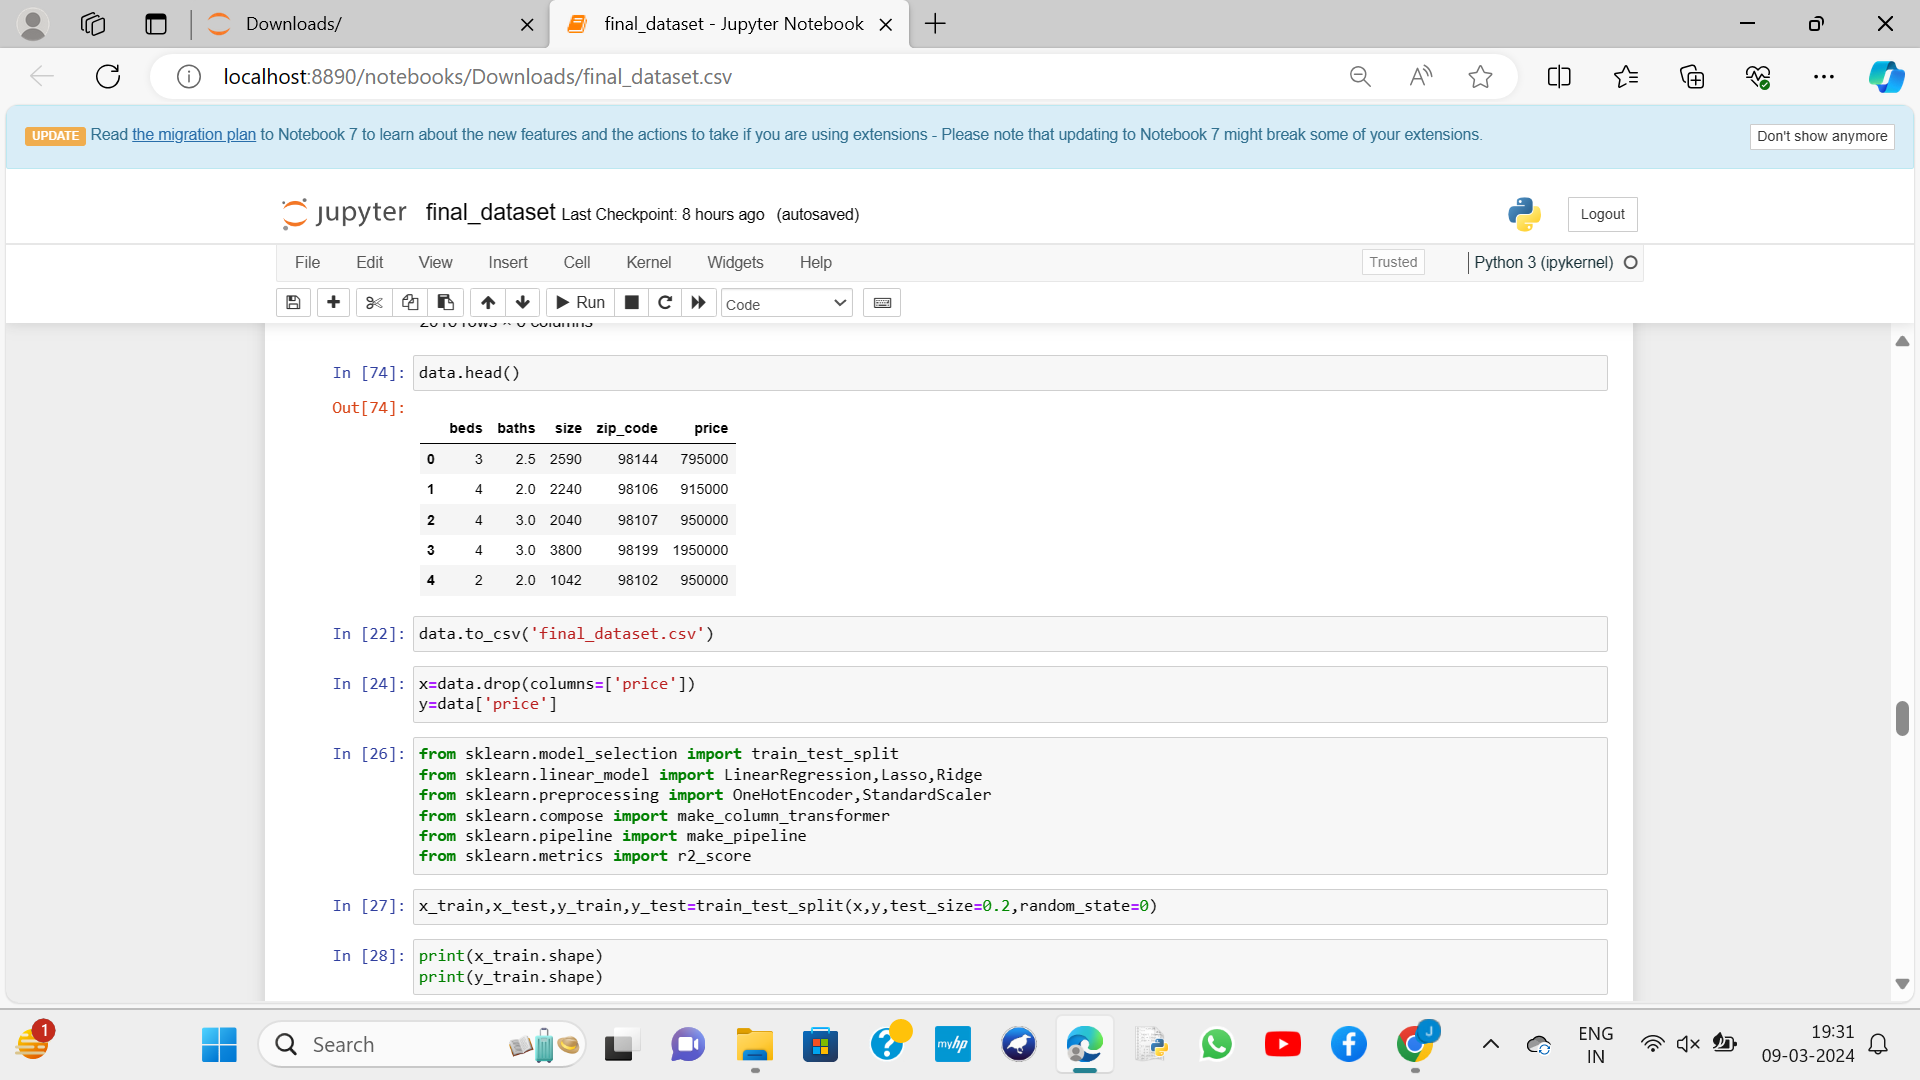 Downloads/
final_dataset - Jupyter Notebook
localhost:8890/notebooks/Downloads/final_dataset.csv
UPDATE Read the migration plan to Notebook 7 to learn about the new features and the actions to take if you are using extensions - Please note that updating to Notebook 7 might break some of your extensions.
Don't show anymore
jupyter final_dataset Last Checkpoint: 8 hours ago (autosaved)
Logout
File Edit View Insert Cell Kernel Widgets Help
Trusted
Python 3 (ipykernel)
Run
Code
In [74]: data.head()
Out[74]:
beds baths size zip_code price
0 3 2.5 2590 98144 795000
1 4 2.0 2240 98106 915000
2 4 3.0 2040 98107 950000
3 4 3.0 3800 98199 1950000
4 2 2.0 1042 98102 950000
In [22]: data.to_csv('final_dataset.csv')
In [24]: x=data.drop(columns=['price'])
y=data['price']
In [26]: from sklearn.model_selection import train_test_split
from sklearn.linear_model import LinearRegression,Lasso,Ridge
from sklearn.preprocessing import OneHotEncoder,StandardScaler
from sklearn.compose import make_column_transformer
from sklearn.pipeline import make_pipeline
from sklearn.metrics import r2_score
In [27]: x_train,x_test,y_train,y_test=train_test_split(x,y,test_size=0.2,random_state=0)
In [28]: print(x_train.shape)
print(y_train.shape)
1
Search
myhp
J
ENG
IN
19:31
09-03-2024